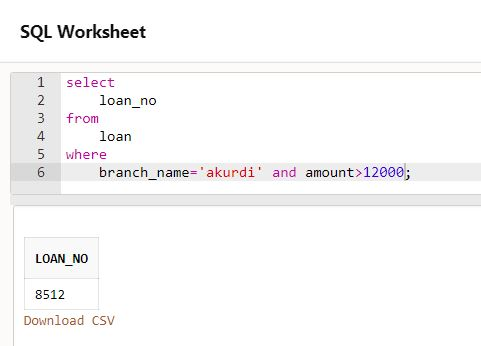 SQL Worksheet
1 select
2 loan_no
3 from
4 loan
5 where
6 branch_name='akurdi' and amount>12000;
LOAN_NO
8512
Download CSV